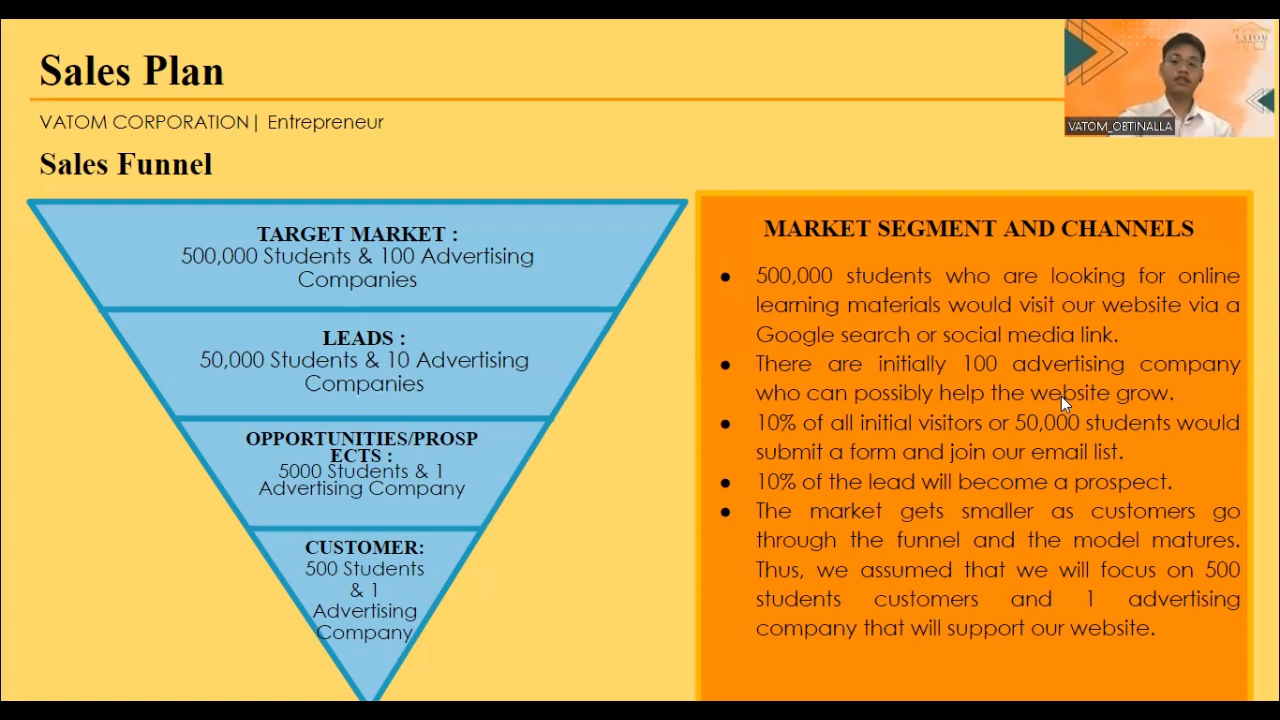 Sales Plan
VATOM CORPORATION| Entrepreneur
Sales Funnel
TARGET MARKET :
500,000 Students & 100 Advertising
Companies
LEADS :
50,000 Students & 10 Advertising
Companies
OPPORTUNITIES/PROSP
ECTS :
5000 Students & 1
Advertising Company
CUSTOMER:
500 Students
& 1
Advertising
Company
VATOM
VATOM_OBTINALLA
MARKET SEGMENT AND CHANNELS
● 500,000 students who are looking for online
learning materials would visit our website via a
Google search or social media link.
● There are initially 100 advertising company
who can possibly help the website grow.
● 10% of all initial visitors or 50,000 students would
submit a form and join our email list.
● 10% of the lead will become a prospect.
● The market gets smaller as customers go
through the funnel and the model matures.
Thus, we assumed that we will focus on 500
students customers and 1 advertising
company that will support our website.